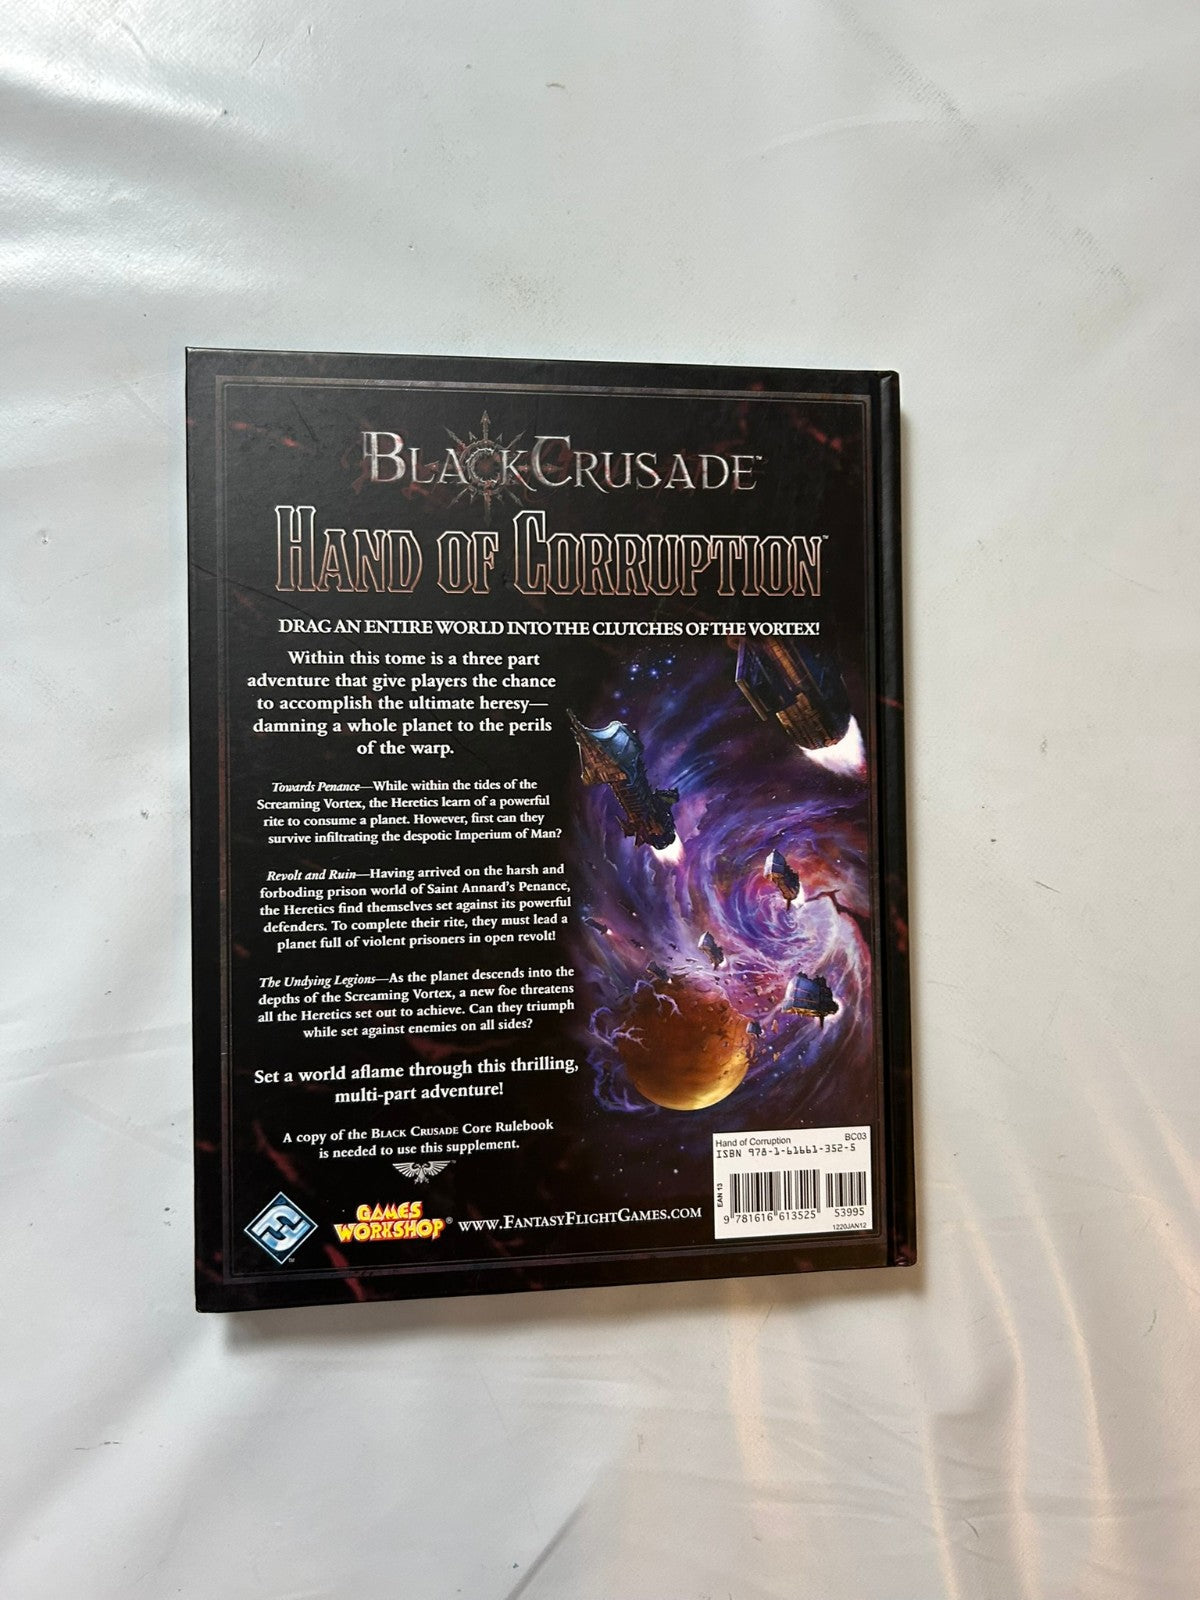 BLACK CRUSADE™
HAND OF CORRUPTION™
DRAG AN ENTIRE WORLD INTO THE CLUTCHES OF THE VORTEX!
Within this tome is a three part
adventure that give players the chance
to accomplish the ultimate heresy—
damning a whole planet to the perils
of the warp.
Towards Penance—While within the tides of the
Screaming Vortex, the Heretics learn of a powerful
rite to consume a planet. However, first can they
survive infiltrating the despotic Imperium of Man?
Revolt and Ruin—Having arrived on the harsh and
forboding prison world of Saint Annard's Penance,
the Heretics find themselves set against its powerful
defenders. To complete their rite, they must lead a
planet full of violent prisoners in open revolt!
The Undying Legions—As the planet descends into the
depths of the Screaming Vortex, a new foe threatens
all the Heretics set out to achieve. Can they triumph
while set against enemies on all sides?
Set a world aflame through this thrilling,
multi-part adventure!
A copy of the BLACK CRUSADE Core Rulebook
is needed to use this supplement.
GAMES
WORKSHOP®
WWW.FANTASYFLIGHTGAMES.COM
Hand of Corruption BC03
ISBN 978-1-61661-352-5
EAN 13
9 781616 613525 53995
1220JAN12